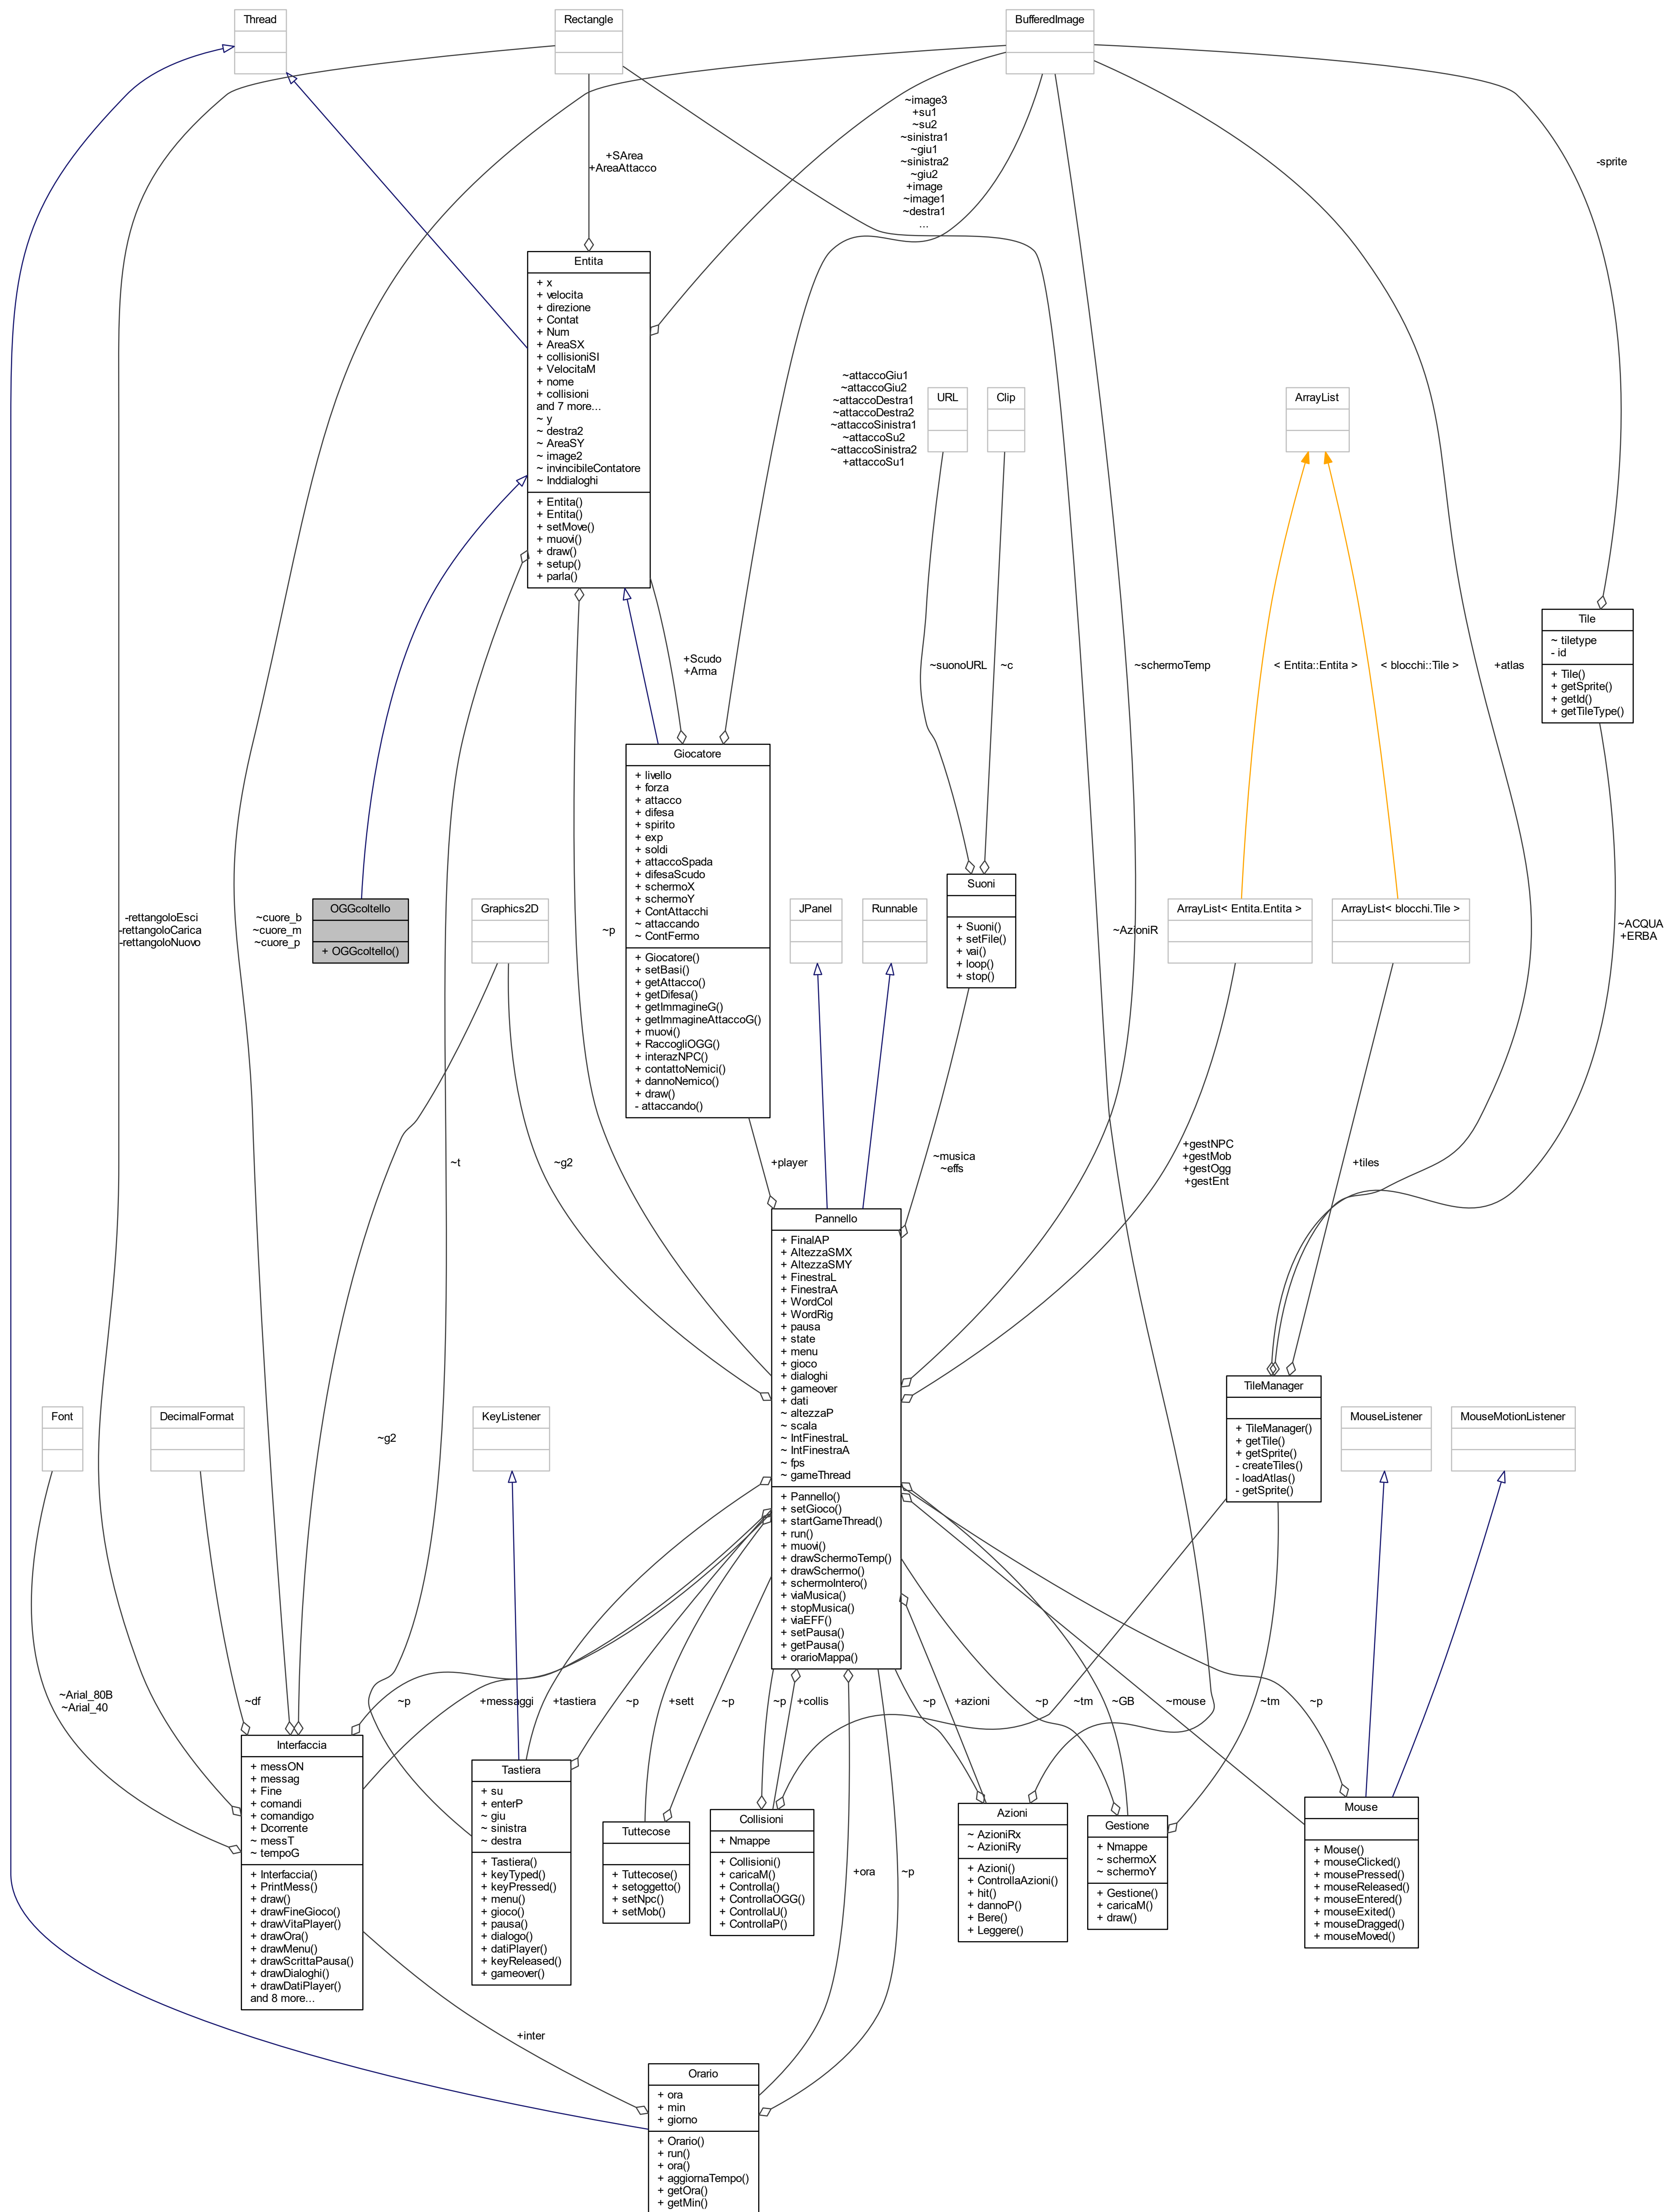 Thread
Rectangle
BufferedImage
~image3
+su1
~su2
~sinistra1
~giu1
~sinistra2
~giu2
+image
~image1
~destra1
...
+SArea
+AreaAttacco
-sprite
Entita
+ x
+ velocita
+ direzione
+ Contat
+ Num
+ AreaSX
+ collisioniSI
+ VelocitaM
+ nome
+ collisioni
and 7 more...
~ y
~ destra2
~ AreaSY
~ image2
~ invincibileContatore
~ Inddialoghi
+ Entita()
+ Entita()
+ setMove()
+ muovi()
+ draw()
+ setup()
+ parla()
~attaccoGiu1
~attaccoGiu2
~attaccoDestra1
~attaccoDestra2
~attaccoSinistra1
~attaccoSu2
~attaccoSinistra2
+attaccoSu1
URL
Clip
ArrayList
Tile
~ tiletype
- id
+ Tile()
+ getSprite()
+ getId()
+ getTileType()
+Scudo
+Arma
~suonoURL
~c
~schermoTemp
< Entita::Entita >
< blocchi::Tile >
+atlas
Giocatore
+ livello
+ forza
+ attacco
+ difesa
+ spirito
+ exp
+ soldi
+ attaccoSpada
+ difesaScudo
+ schermoX
+ schermoY
+ ContAttacchi
~ attaccando
~ ContFermo
+ Giocatore()
+ setBasi()
+ getAttacco()
+ getDifesa()
+ getImmagineG()
+ getImmagineAttaccoG()
+ muovi()
+ RaccogliOGG()
+ interazNPC()
+ contattoNemici()
+ dannoNemico()
+ draw()
- attaccando()
-rettangoloEsci
-rettangoloCarica
-rettangoloNuovo
~cuore_b
~cuore_m
~cuore_p
OGGcoltello
+ OGGcoltello()
Graphics2D
~p
JPanel
Runnable
Suoni
+ Suoni()
+ setFile()
+ vai()
+ loop()
+ stop()
~AzioniR
ArrayList< Entita.Entita >
ArrayList< blocchi.Tile >
~ACQUA
+ERBA
~t
~g2
+player
~musica
~effs
+gestNPC
+gestMob
+gestOgg
+gestEnt
+tiles
Pannello
+ FinalAP
+ AltezzaSMX
+ AltezzaSMY
+ FinestraL
+ FinestraA
+ WordCol
+ WordRig
+ pausa
+ state
+ menu
+ gioco
+ dialoghi
+ gameover
+ dati
~ altezzaP
~ scala
~ IntFinestraL
~ IntFinestraA
~ fps
~ gameThread
+ Pannello()
+ setGioco()
+ startGameThread()
+ run()
+ muovi()
+ drawSchermoTemp()
+ drawSchermo()
+ schermoIntero()
+ viaMusica()
+ stopMusica()
+ viaEFF()
+ setPausa()
+ getPausa()
+ orarioMappa()
Font
DecimalFormat
~g2
KeyListener
TileManager
+ TileManager()
+ getTile()
+ getSprite()
- createTiles()
- loadAtlas()
- getSprite()
MouseListener
MouseMotionListener
~Arial_80B
~Arial_40
~df
~p
+messaggi
+tastiera
~p
+sett
~p
~p
+collis
~p
+azioni
~p
~tm
~GB
~mouse
~tm
~p
Interfaccia
+ messON
+ messag
+ Fine
+ comandi
+ comandigo
+ Dcorrente
~ messT
~ tempoG
+ Interfaccia()
+ PrintMess()
+ draw()
+ drawFineGioco()
+ drawVitaPlayer()
+ drawOra()
+ drawMenu()
+ drawScrittaPausa()
+ drawDialoghi()
+ drawDatiPlayer()
and 8 more...
Tastiera
+ su
+ enterP
~ giu
~ sinistra
~ destra
+ Tastiera()
+ keyTyped()
+ keyPressed()
+ menu()
+ gioco()
+ pausa()
+ dialogo()
+ datiPlayer()
+ keyReleased()
+ gameover()
Tuttecose
+ Tuttecose()
+ setoggetto()
+ setNpc()
+ setMob()
Collisioni
+ Nmappe
+ Collisioni()
+ caricaM()
+ Controlla()
+ ControllaOGG()
+ ControllaU()
+ ControllaP()
+ora
~p
Azioni
~ AzioniRx
~ AzioniRy
+ Azioni()
+ ControllaAzioni()
+ hit()
+ dannoP()
+ Bere()
+ Leggere()
Gestione
+ Nmappe
~ schermoX
~ schermoY
+ Gestione()
+ caricaM()
+ draw()
Mouse
+ Mouse()
+ mouseClicked()
+ mousePressed()
+ mouseReleased()
+ mouseEntered()
+ mouseExited()
+ mouseDragged()
+ mouseMoved()
+inter
Orario
+ ora
+ min
+ giorno
+ Orario()
+ run()
+ ora()
+ aggiornaTempo()
+ getOra()
+ getMin()